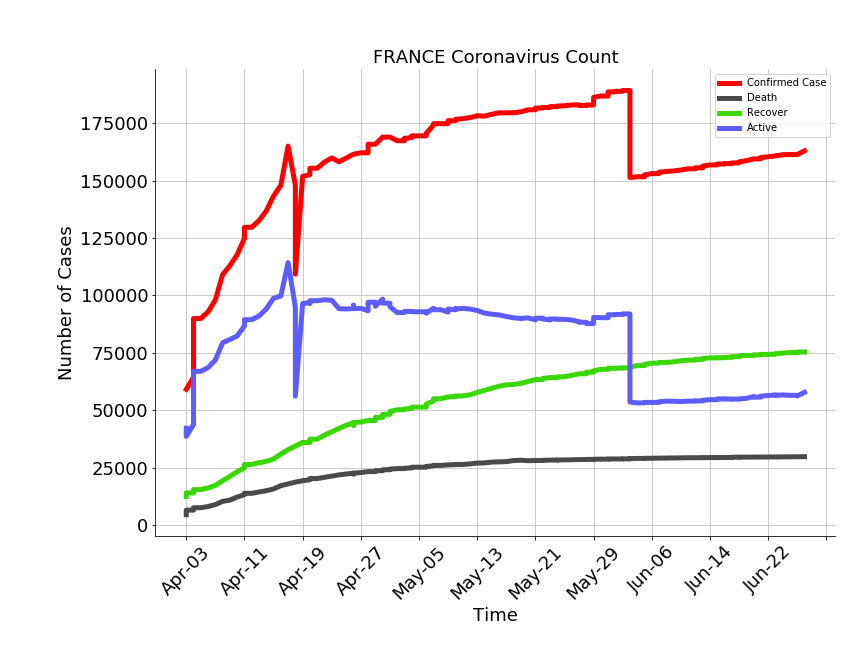 FRANCE Coronavirus Count
Confirmed Case
Death
Recover
Active
175000
150000
125000
100000
75000
50000
25000
0
Number of Cases
Apr-03
Apr-11
Apr-19
Apr-27
May-05
May-13
May-21
May-29
Jun-06
Jun-14
Jun-22
Time